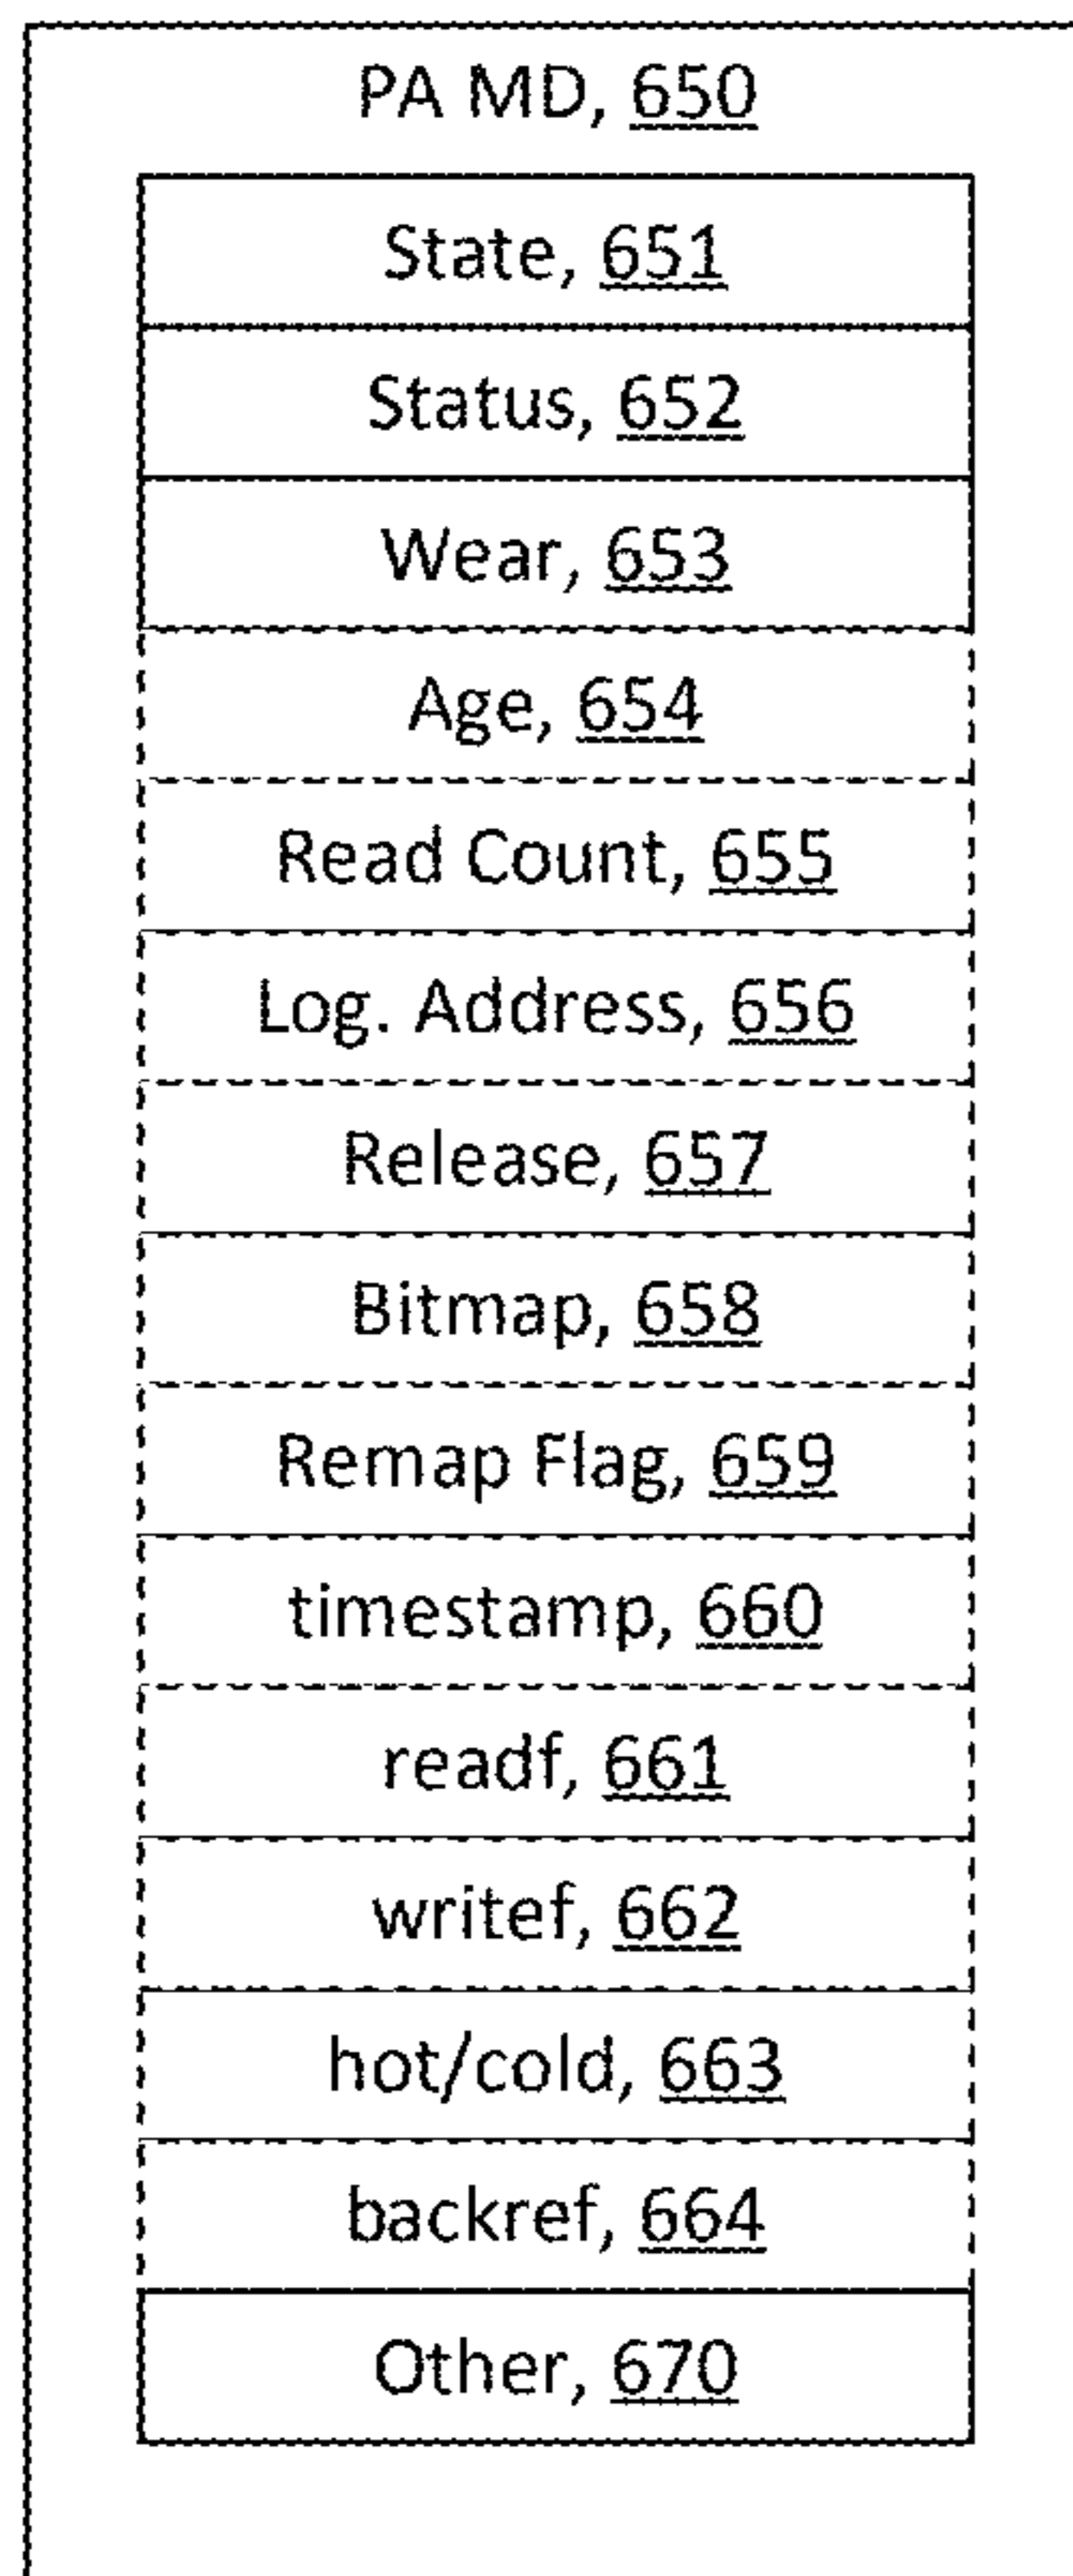 PA MD, 650
State, 651
Status, 652
Wear, 653
Age, 654
Read Count, 655
Log. Address, 656
Release, 657
Bitmap, 658
Remap Flag, 659
timestamp, 660
readf, 661
writef, 662
hot/cold, 663
backref, 664
Other, 670